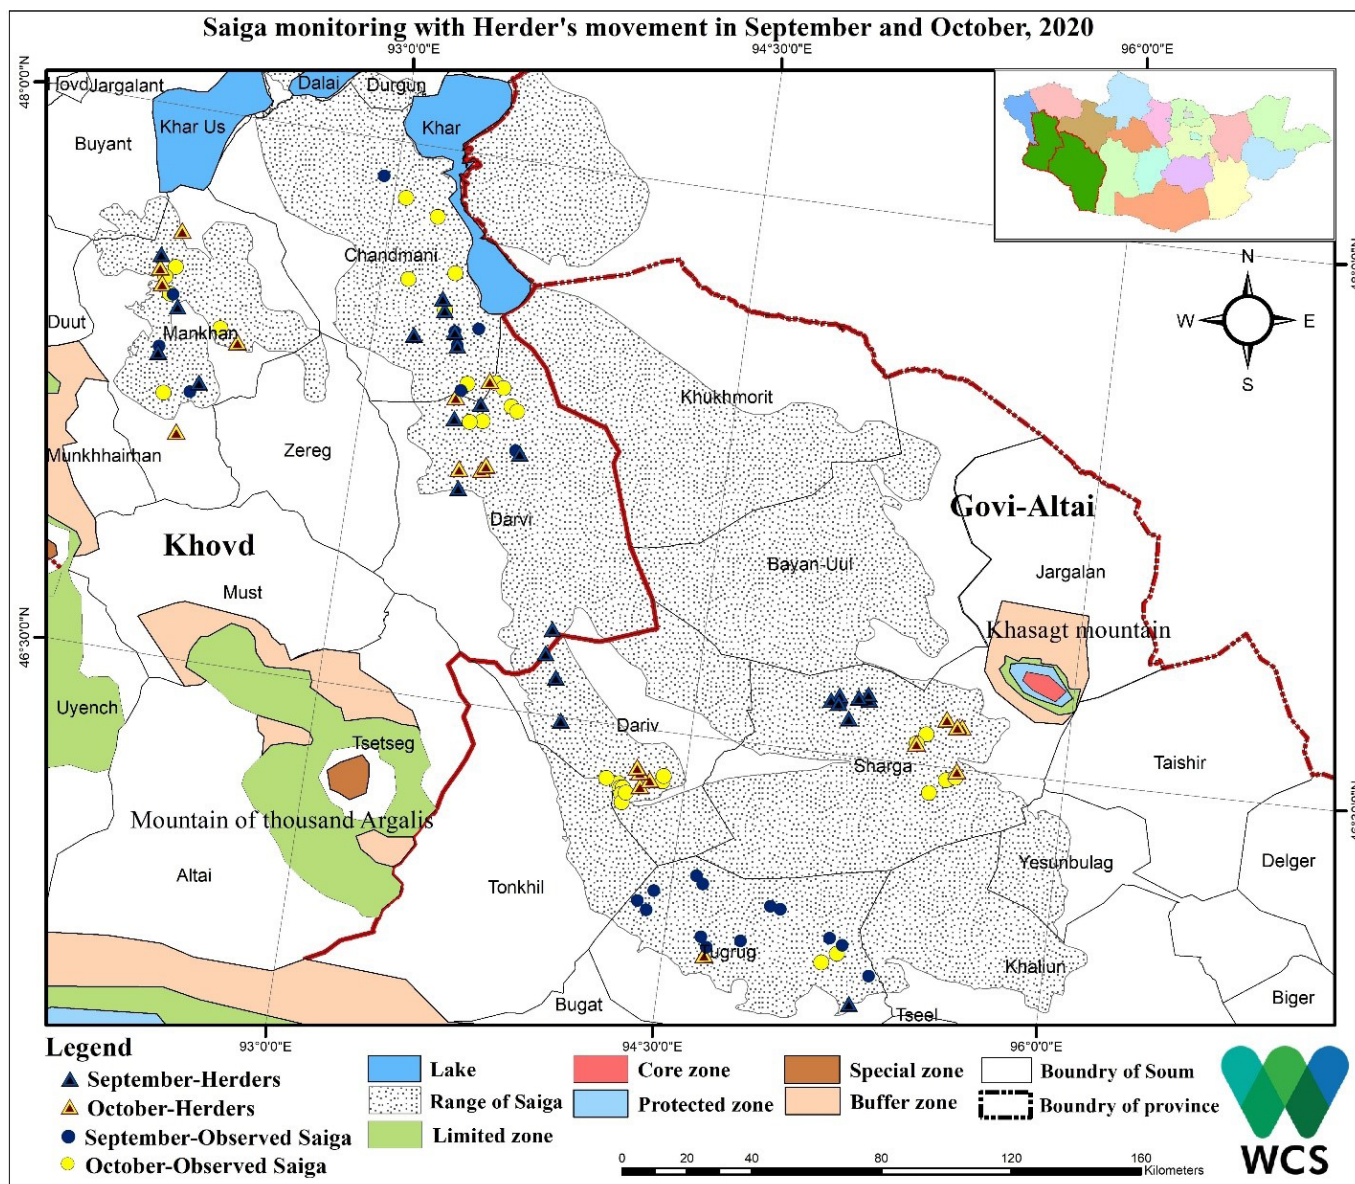 Saiga monitoring with Herder's movement in September and October, 2020
93°0'0"E
94°30'0"E
96°0'0"E
48°0'0"N
Hovd
Jargalant
Dalai
Durgun
Khar Us
Khar
Buyant
Chandmani
N
W
E
S
Duut
Mankhan
Khukhmorit
Munkhhairhan
Zereg
Govi-Altai
Darvi
Khovd
Bayan-Uul
Jargalan
Must
Khasagt mountain
46°30'0"N
Uyench
Dariv
Tsetseg
Sharga
Taishir
Mountain of thousand Argalis
Yesunbulag
Delger
Altai
Tonkhil
Tugrug
Khaliun
Bugat
Tseel
Biger
93°0'0"E
94°30'0"E
96°0'0"E
Legend
September-Herders
October-Herders
September-Observed Saiga
October-Observed Saiga
Lake
Range of Saiga
Limited zone
Core zone
Protected zone
Special zone
Buffer zone
Boundry of Soum
Boundry of province
0 20 40 80 120 160
Kilometers
WCS